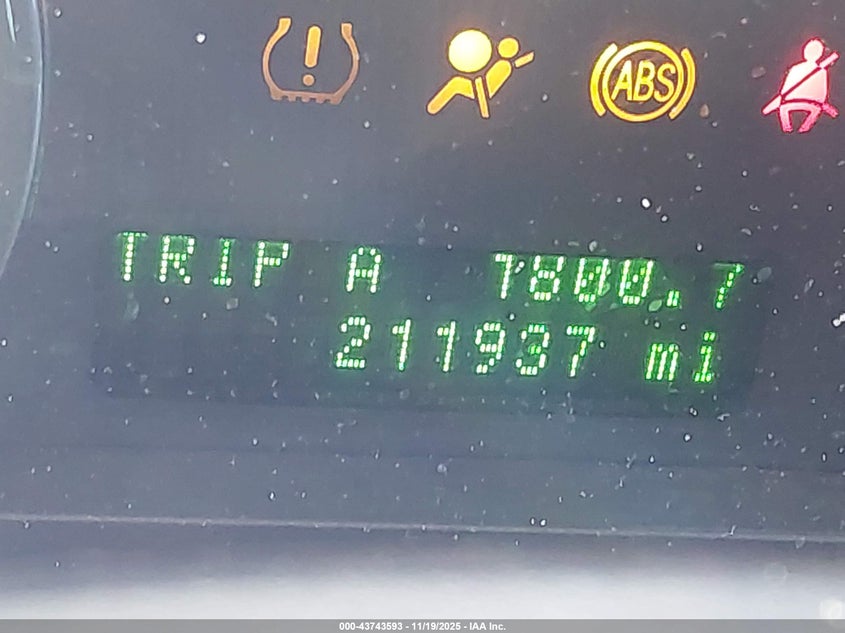 ABS
TRIP A 7800.7
211937 mi
000-43743593 - 11/19/2025 - IAA Inc.